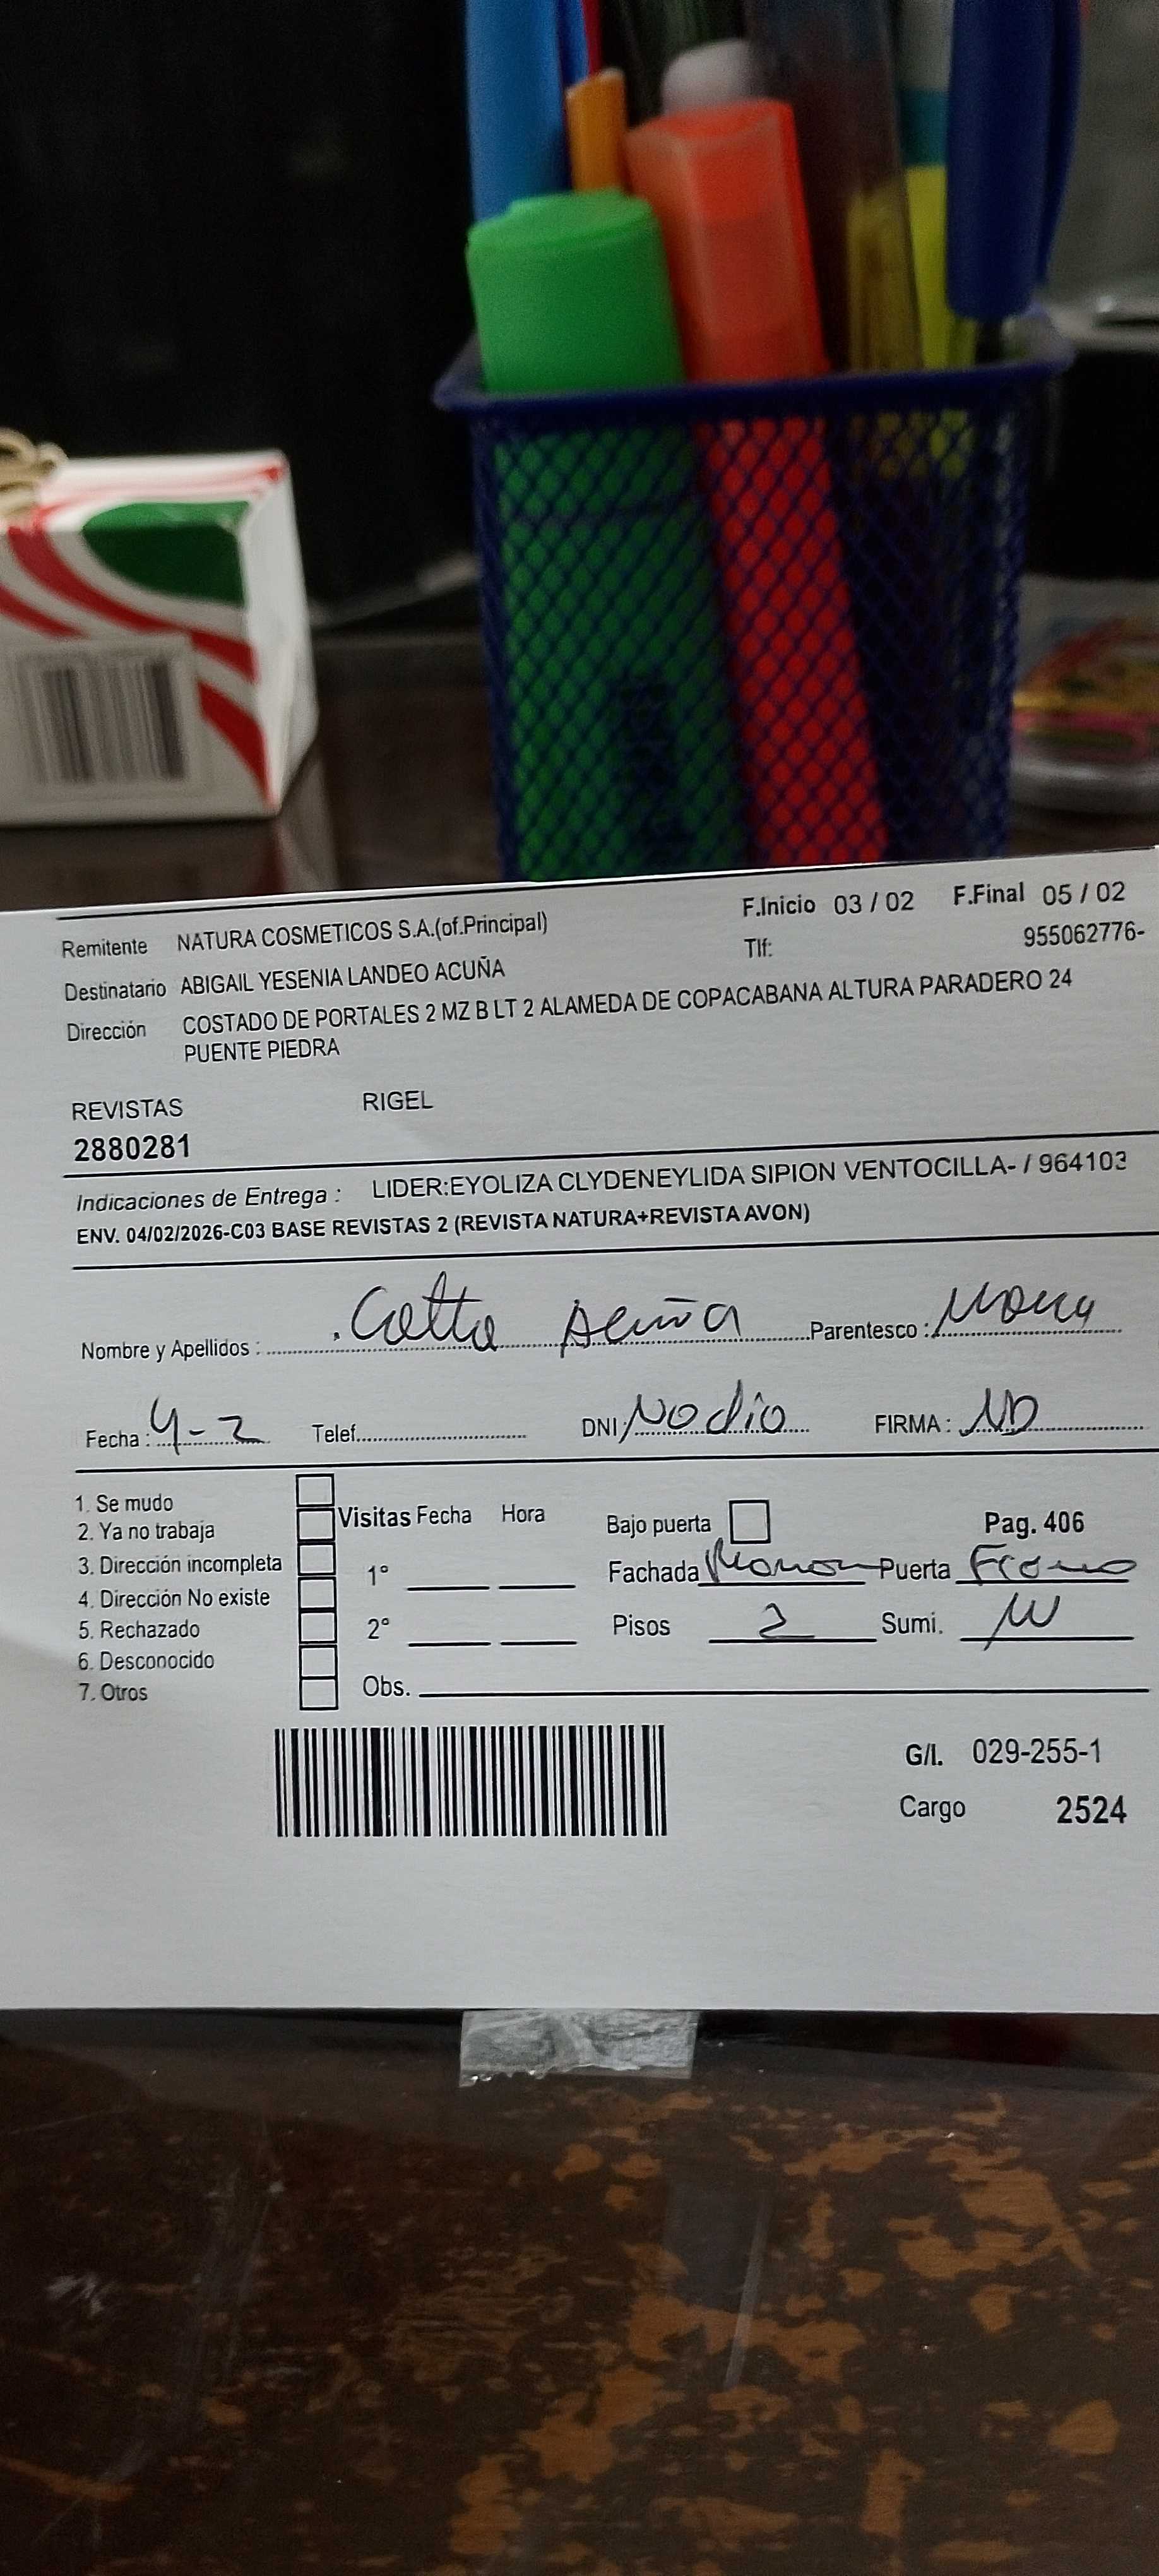 Remitente NATURA COSMETICOS S.A.(of.Principal) F.Inicio 03 / 02 F.Final 05 / 02
Tlf: 955062776-
Destinatario ABIGAIL YESENIA LANDEO ACUÑA
Dirección COSTADO DE PORTALES 2 MZ B LT 2 ALAMEDA DE COPACABANA ALTURA PARADERO 24
PUENTE PIEDRA
REVISTAS RIGEL
2880281
Indicaciones de Entrega : LIDER:EYOLIZA CLYDENEYLIDA SIPION VENTOCILLA- / 964103
ENV. 04/02/2026-C03 BASE REVISTAS 2 (REVISTA NATURA+REVISTA AVON)
Nombre y Apellidos : Acuña Parentesco :
Fecha : 4-2 Telef. DNI: No dio FIRMA : ND
1. Se mudo
2. Ya no trabaja
3. Dirección incompleta
4. Dirección No existe
5. Rechazado
6. Desconocido
7. Otros
Visitas Fecha Hora
1°
2°
Obs.
Bajo puerta Pag. 406
Fachada Puerta
Pisos 2 Sumi.
G/I. 029-255-1
Cargo 2524